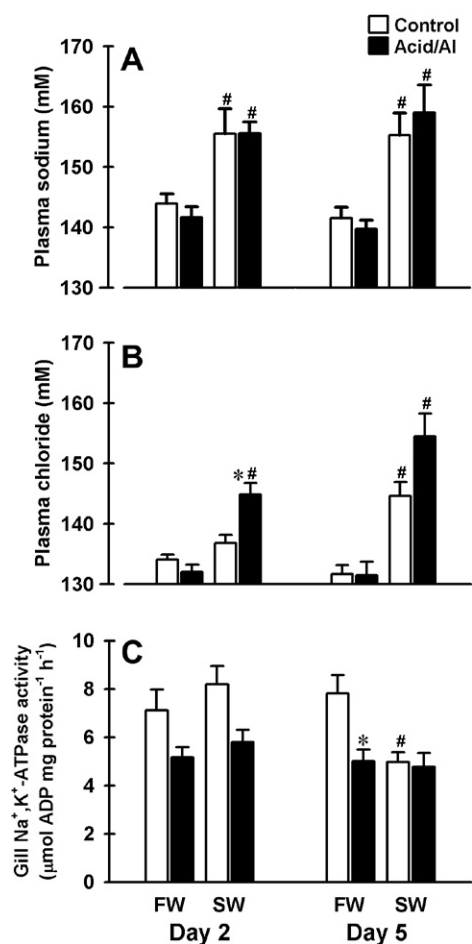 Control
Acid/Al
A
Plasma sodium (mM)
170
160
150
140
130
# # # #
B
Plasma chloride (mM)
170
160
150
140
130
*# # #
C
Gill Na⁺,K⁺-ATPase activity
(μmol ADP mg protein⁻¹ h⁻¹)
10
8
6
4
2
0
* #
FW SW FW SW
Day 2 Day 5